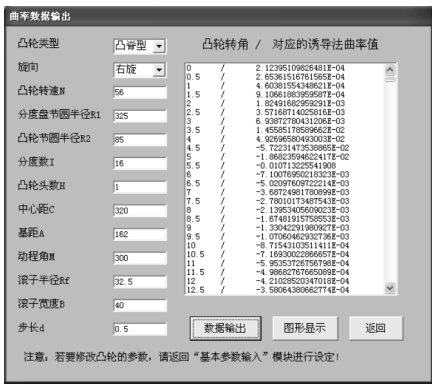 曲率数据输出
凸轮类型 凸脊型
旋向 右旋
凸轮转速N 56
分度盘节圆半径R1 325
凸轮节圆半径R2 85
分度数I 16
凸轮头数H 1
中心距C 320
基距A 162
动程角M 300
滚子半径Rf 32.5
滚子宽度B 40
步长d 0.5
凸轮转角 / 对应的诱导法曲率值
0 / 2.12395109826481E-04
0.5 / 2.65361516761565E-04
1 / 4.60381554348621E-04
1.5 / 9.10661883959587E-04
2 / 1.82491682959291E-03
2.5 / 3.57168714025816E-03
3 / 6.93872780431206E-03
3.5 / 1.45585178589662E-02
4 / 4.92696580493003E-02
4.5 / -5.72231473538865E-02
5 / -1.86823594622417E-02
5.5 / -0.010713225541908
6 / -7.10076950218323E-03
6.5 / -5.02097609722214E-03
7 / -3.68724981780899E-03
7.5 / -2.78010173487543E-03
8 / -2.13953405609023E-03
8.5 / -1.67481915758553E-03
9 / -1.33042291980927E-03
9.5 / -1.07060462932736E-03
10 / -8.71543103511411E-04
10.5 / -7.16930022866657E-04
11 / -5.95353726756798E-04
11.5 / -4.98682767665089E-04
12 / -4.21028520347018E-04
12.5 / -3.58064380662774E-04
数据输出 图形显示 返回
注意：若要修改凸轮的参数，请返回“基本参数输入”模块进行设定！